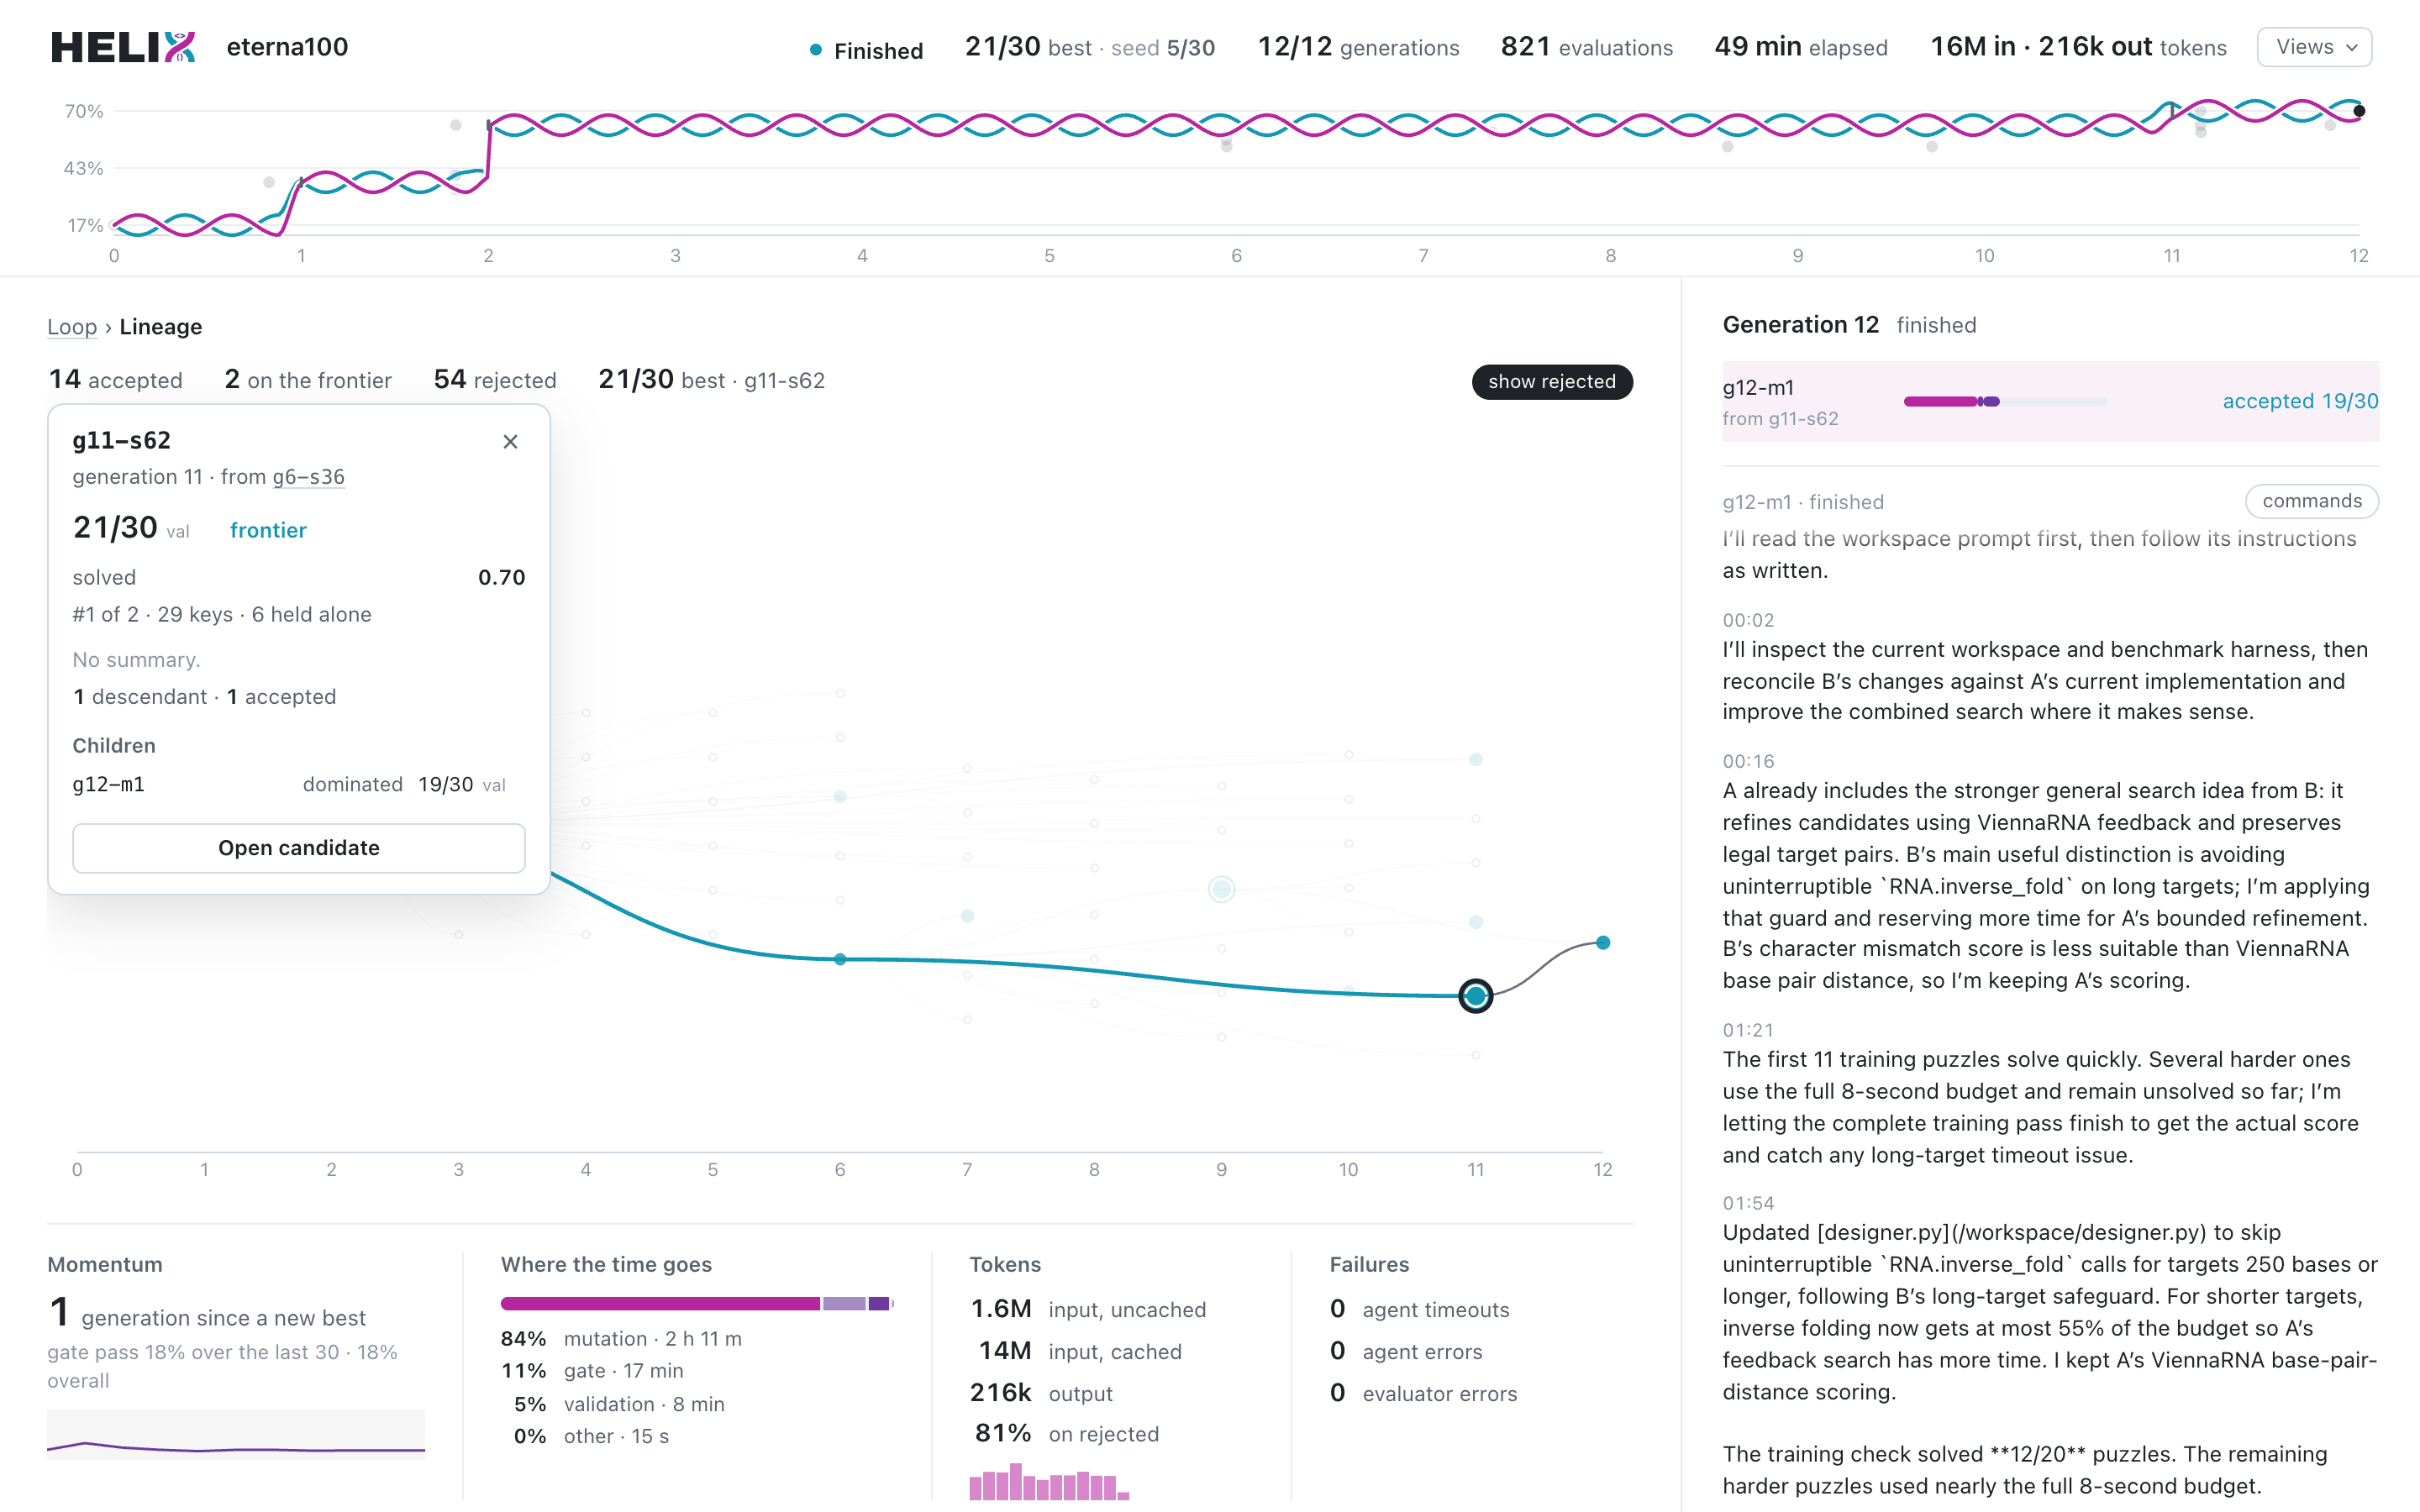 HELIX eterna100
Finished 21/30 best · seed 5/30 12/12 generations 821 evaluations 49 min elapsed 16M in · 216k out tokens Views
70%
43%
17%
0 1 2 3 4 5 6 7 8 9 10 11 12
Loop › Lineage
14 accepted 2 on the frontier 54 rejected 21/30 best · g11-s62 show rejected
g11-s62 ×
generation 11 · from g6-s36
21/30 val frontier
solved 0.70
#1 of 2 · 29 keys · 6 held alone
No summary.
1 descendant · 1 accepted
Children
g12-m1 dominated 19/30 val
Open candidate
0 1 2 3 4 5 6 7 8 9 10 11 12
Momentum
1 generation since a new best
gate pass 18% over the last 30 · 18%
overall
Where the time goes
84% mutation · 2 h 11 m
11% gate · 17 min
5% validation · 8 min
0% other · 15 s
Tokens
1.6M input, uncached
14M input, cached
216k output
81% on rejected
Failures
0 agent timeouts
0 agent errors
0 evaluator errors
Generation 12 finished
g12-m1
from g11-s62
accepted 19/30
g12-m1 · finished commands
I’ll read the workspace prompt first, then follow its instructions
as written.
00:02
I’ll inspect the current workspace and benchmark harness, then
reconcile B’s changes against A’s current implementation and
improve the combined search where it makes sense.
00:16
A already includes the stronger general search idea from B: it
refines candidates using ViennaRNA feedback and preserves
legal target pairs. B’s main useful distinction is avoiding
uninterruptible `RNA.inverse_fold` on long targets; I’m applying
that guard and reserving more time for A’s bounded refinement.
B’s character mismatch score is less suitable than ViennaRNA
base pair distance, so I’m keeping A’s scoring.
01:21
The first 11 training puzzles solve quickly. Several harder ones
use the full 8-second budget and remain unsolved so far; I’m
letting the complete training pass finish to get the actual score
and catch any long-target timeout issue.
01:54
Updated [designer.py](/workspace/designer.py) to skip
uninterruptible `RNA.inverse_fold` calls for targets 250 bases or
longer, following B’s long-target safeguard. For shorter targets,
inverse folding now gets at most 55% of the budget so A’s
feedback search has more time. I kept A’s ViennaRNA base-pair-
distance scoring.
The training check solved **12/20** puzzles. The remaining
harder puzzles used nearly the full 8-second budget.